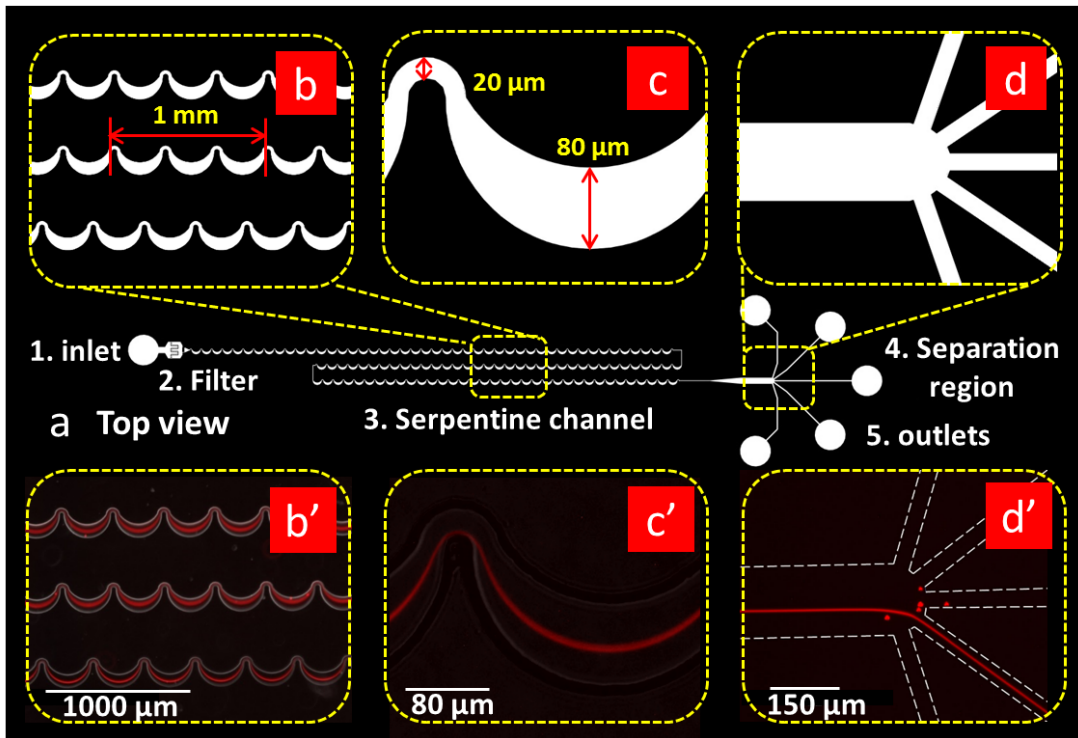 b
1 mm
c
20 µm
80 µm
d
1. inlet
2. Filter
3. Serpentine channel
4. Separation
region
5. outlets
a Top view
b’
1000 µm
c’
80 µm
d’
150 µm